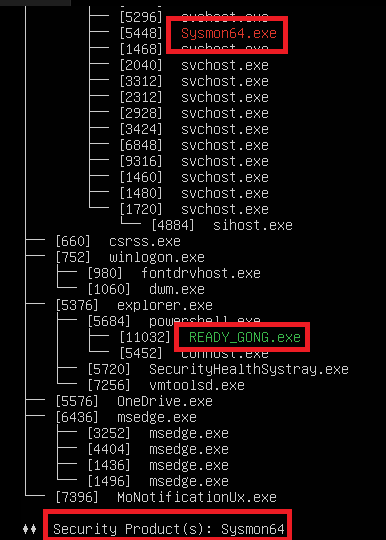 [5296] svchost.exe
[5448] Sysmon64.exe
[1468] svchost.exe
[2040] svchost.exe
[3312] svchost.exe
[2312] svchost.exe
[2928] svchost.exe
[3424] svchost.exe
[6848] svchost.exe
[9316] svchost.exe
[1460] svchost.exe
[1480] svchost.exe
[1720] svchost.exe
[4884] sihost.exe
[660] csrss.exe
[752] winlogon.exe
[980] fontdrvhost.exe
[1060] dwm.exe
[5376] explorer.exe
[5684] powershell.exe
[11032] READY_GONG.exe
[5452] conhost.exe
[5720] SecurityHealthSystray.exe
[7256] vmtoolsd.exe
[5576] OneDrive.exe
[6436] msedge.exe
[3252] msedge.exe
[4404] msedge.exe
[1436] msedge.exe
[1496] msedge.exe
[7396] MoNotificationUx.exe
Security Product(s): Sysmon64